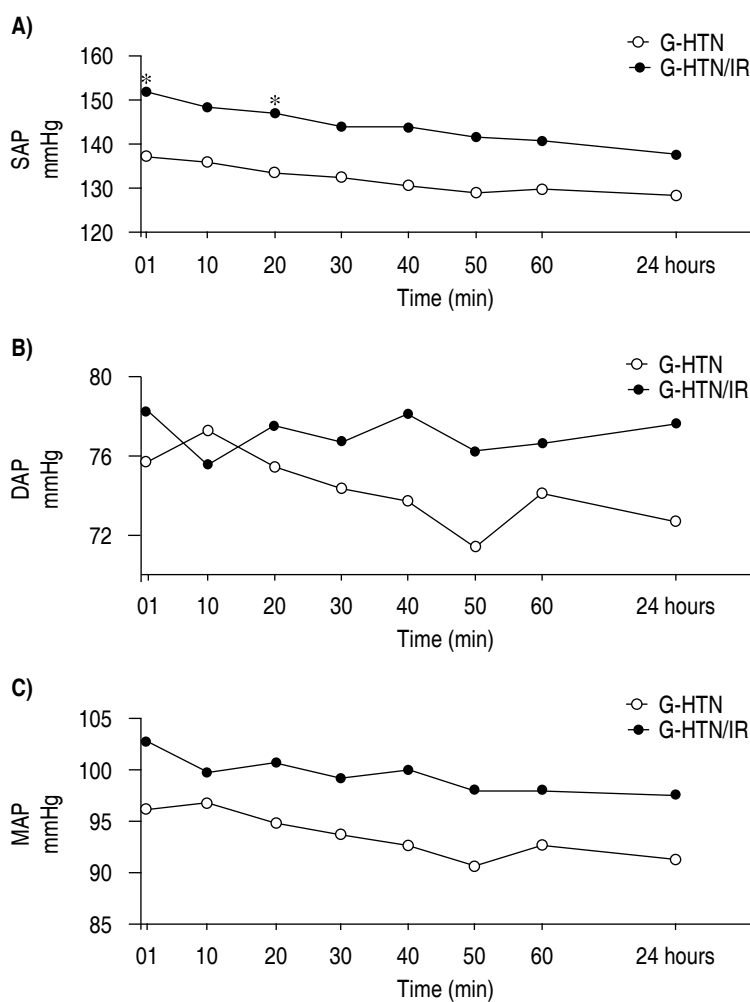 A)
G-HTN
G-HTN/IR
160
150
140
130
120
SAP
mmHg
*
*
01 10 20 30 40 50 60 24 hours
Time (min)
B)
G-HTN
G-HTN/IR
80
76
72
DAP
mmHg
01 10 20 30 40 50 60 24 hours
Time (min)
C)
G-HTN
G-HTN/IR
105
100
95
90
85
MAP
mmHg
01 10 20 30 40 50 60 24 hours
Time (min)